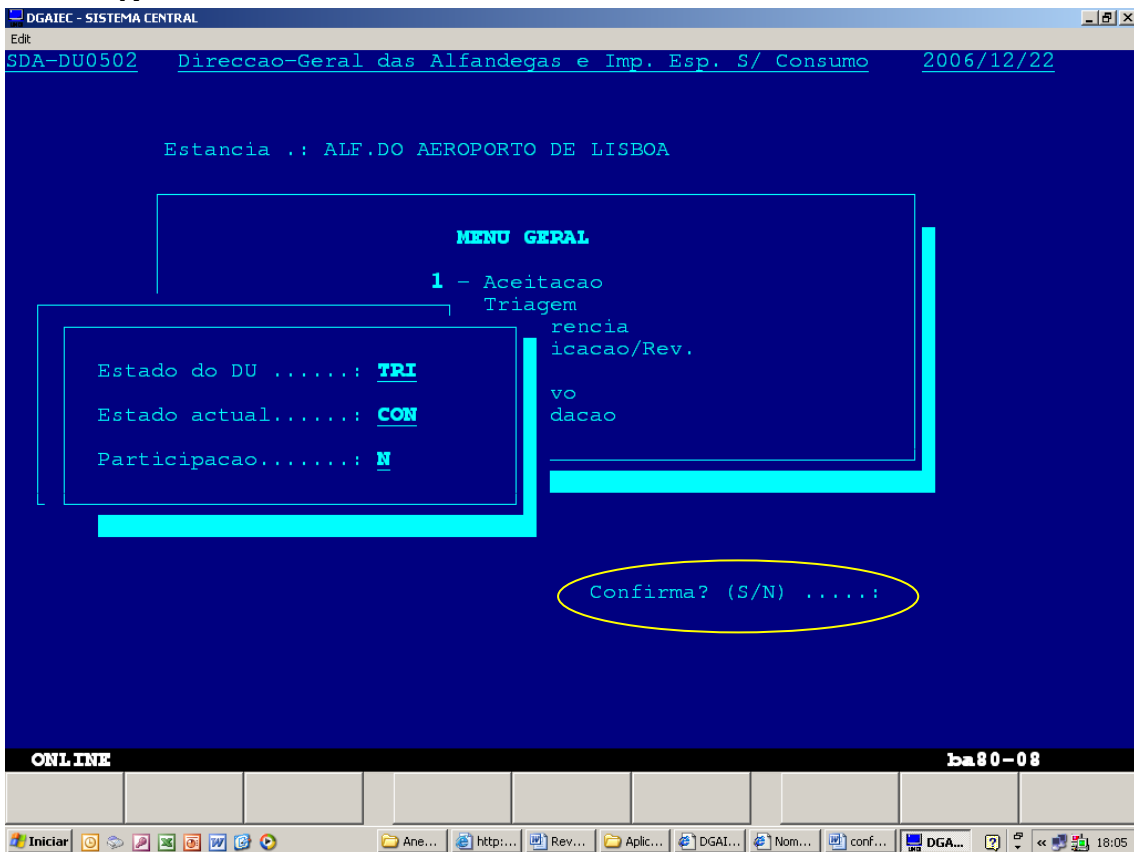 DGAIEC - SISTEMA CENTRAL
Edit
SDA-DU0502 Direccao-Geral das Alfandegas e Imp. Esp. S/ Consumo 2006/12/22
Estancia .: ALF.DO AEROPORTO DE LISBOA
MENU GERAL
1 - Aceitacao
Triagem
rencia
icacao/Rev.
vo
dacao
Estado do DU ......: TRI
Estado actual......: CON
Participacao.......: N
Confirma? (S/N) .....:
ONLINE ba80-08
Iniciar Ane... http:... Rev... Aplic... DGAI... Nom... conf... DGA... « 18:05